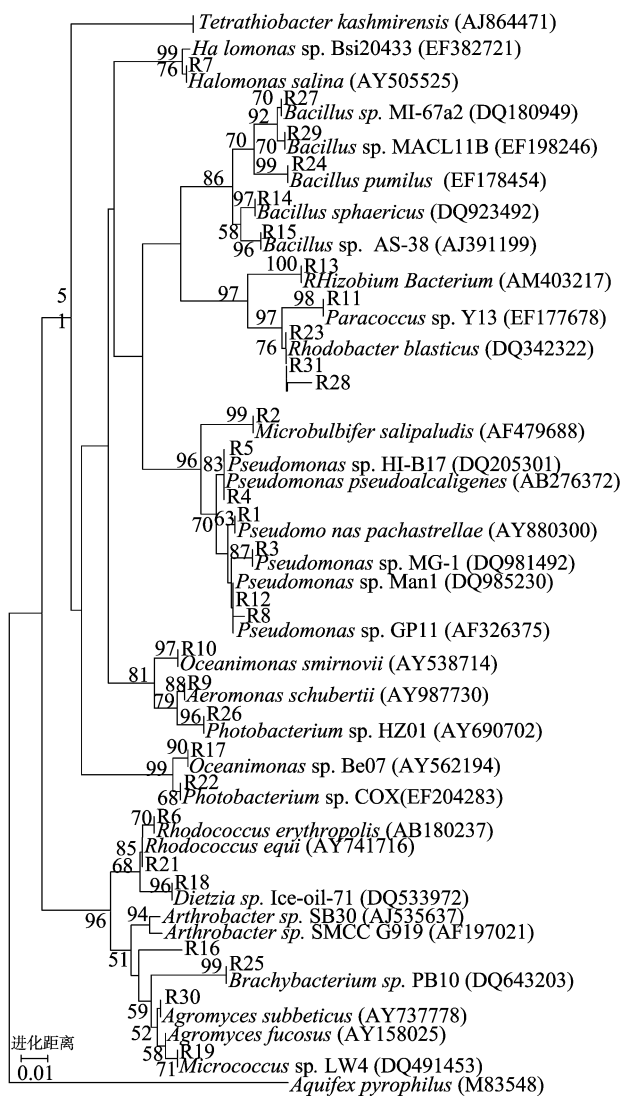 Tetrathiobacter kashmirensis (AJ864471)
Ha lomonas sp. Bsi20433 (EF382721)
99
R7
76
Halomonas salina (AY505525)
70 R27
Bacillus sp. MI-67a2 (DQ180949)
92
R29
70 70
Bacillus sp. MACL11B (EF198246)
99 R24
Bacillus pumilus (EF178454)
86
97 R14
Bacillus sphaericus (DQ923492)
58 R15
96 Bacillus sp. AS-38 (AJ391199)
100 R13
RHizobium Bacterium (AM403217)
97
98 R11
Paracoccus sp. Y13 (EF177678)
97
R23
76 Rhodobacter blasticus (DQ342322)
R31
R28
5
1
99 R2
Microbulbifer salipaludis (AF479688)
R5
96 83 Pseudomonas sp. HI-B17 (DQ205301)
Pseudomonas pseudoalcaligenes (AB276372)
R4
70 63 R1
Pseudomo nas pachastrellae (AY880300)
87 R3
Pseudomonas sp. MG-1 (DQ981492)
Pseudomonas sp. Man1 (DQ985230)
R12
R8
Pseudomonas sp. GP11 (AF326375)
97 R10
Oceanimonas smirnovii (AY538714)
81
88 R9
79 Aeromonas schubertii (AY987730)
96 R26
Photobacterium sp. HZ01 (AY690702)
90 R17
99 Oceanimonas sp. Be07 (AY562194)
R22
68 Photobacterium sp. COX(EF204283)
70 R6
Rhodococcus erythropolis (AB180237)
85 Rhodococcus equi (AY741716)
68 R21
96 R18
Dietzia sp. Ice-oil-71 (DQ533972)
96
94 Arthrobacter sp. SB30 (AJ535637)
Arthrobacter sp. SMCC G919 (AF197021)
R16
51
99 R25
Brachybacterium sp. PB10 (DQ643203)
R30
59 Agromyces subbeticus (AY737778)
52 Agromyces fucosus (AY158025)
58 R19
71 Micrococcus sp. LW4 (DQ491453)
Aquifex pyrophilus (M83548)
进化距离
0.01